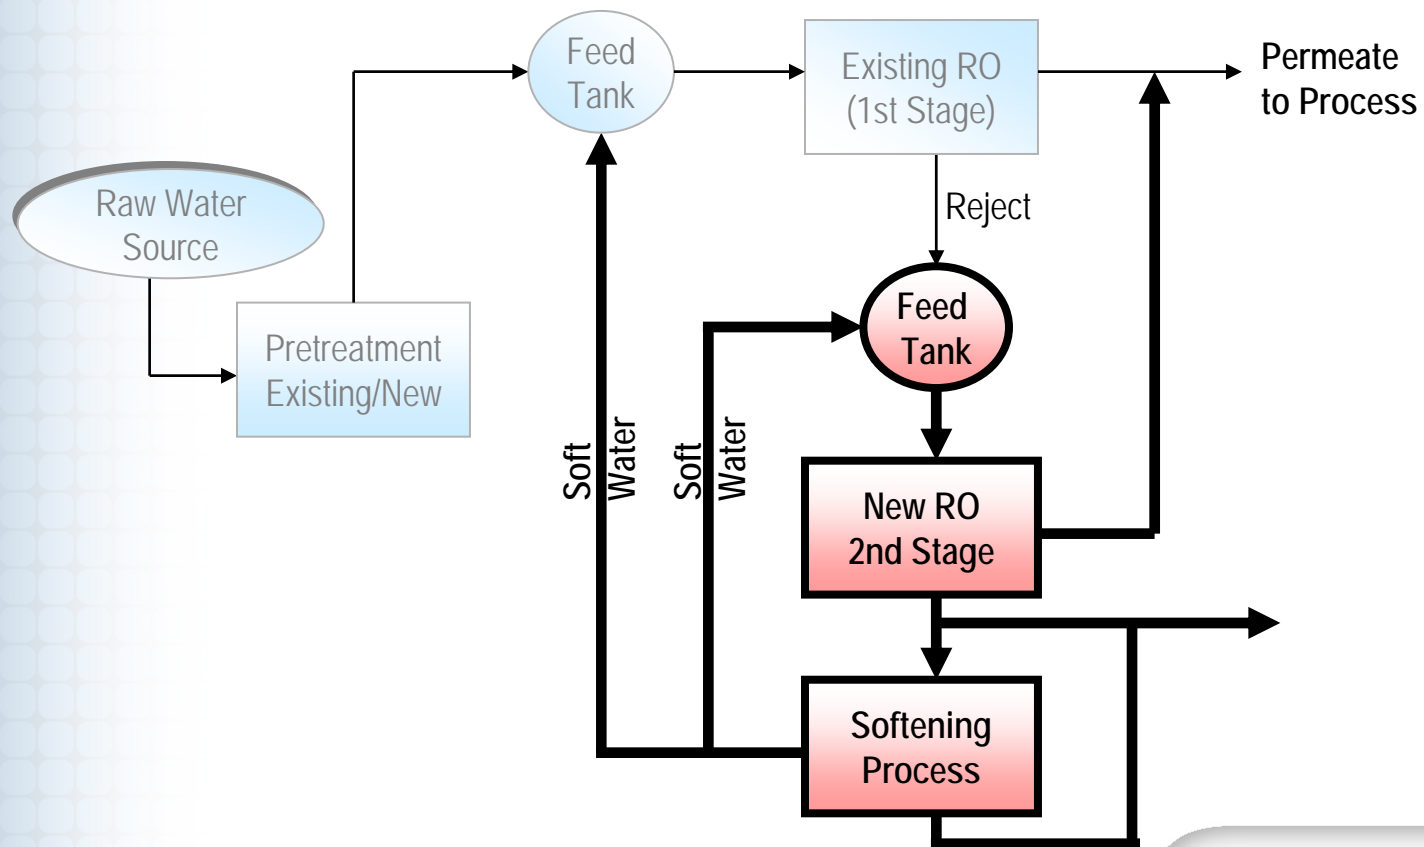 Feed
Tank
Existing RO
(1st Stage)
Permeate
to Process
Raw Water
Source
Reject
Pretreatment
Existing/New
Feed
Tank
Soft
Water
Soft
Water
New RO
2nd Stage
Softening
Process